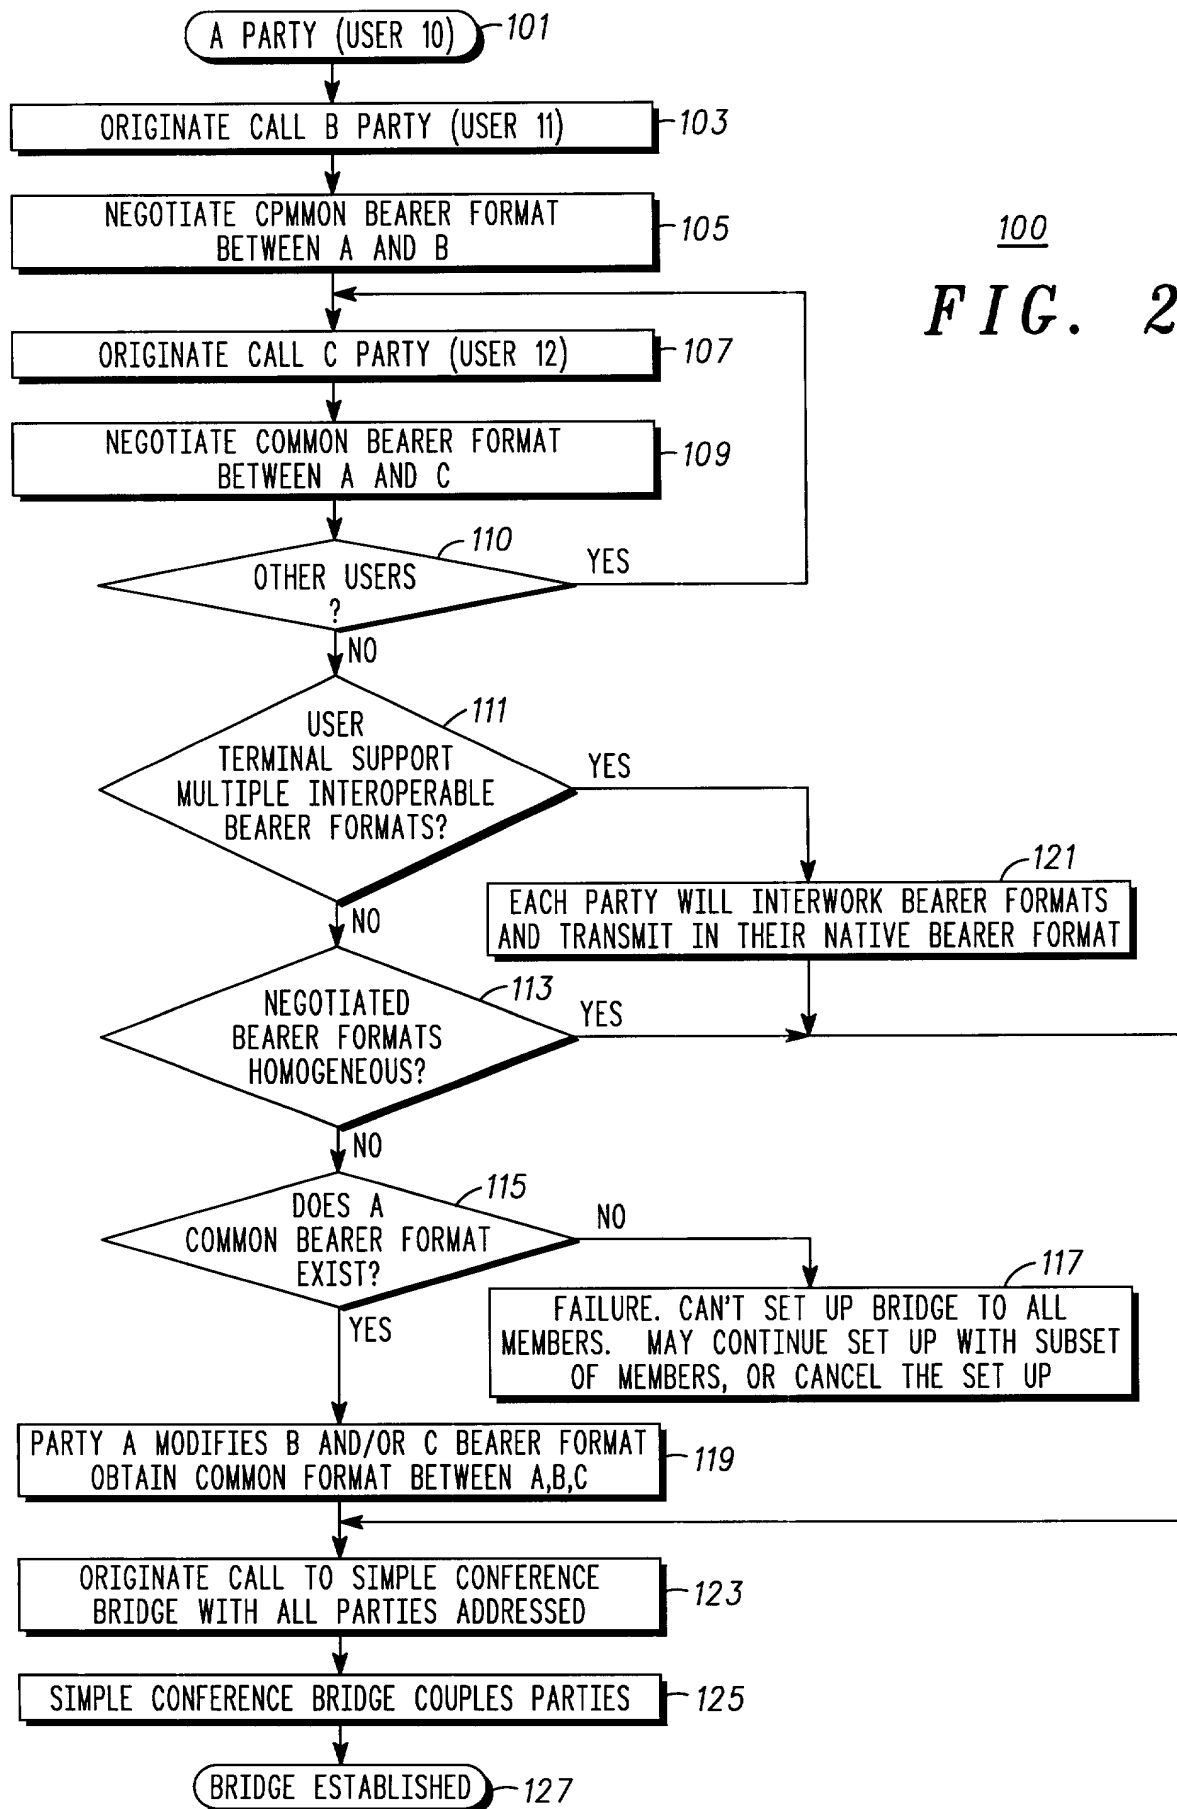 A PARTY (USER 10)
101
ORIGINATE CALL B PARTY (USER 11)
103
NEGOTIATE CPMMON BEARER FORMAT
BETWEEN A AND B
105
100
FIG. 2
ORIGINATE CALL C PARTY (USER 12)
107
NEGOTIATE COMMON BEARER FORMAT
BETWEEN A AND C
109
110
OTHER USERS
?
YES
NO
111
USER
TERMINAL SUPPORT
MULTIPLE INTEROPERABLE
BEARER FORMATS?
YES
NO
121
EACH PARTY WILL INTERWORK BEARER FORMATS
AND TRANSMIT IN THEIR NATIVE BEARER FORMAT
113
NEGOTIATED
BEARER FORMATS
HOMOGENEOUS?
YES
NO
115
DOES A
COMMON BEARER FORMAT
EXIST?
NO
YES
117
FAILURE. CAN'T SET UP BRIDGE TO ALL
MEMBERS. MAY CONTINUE SET UP WITH SUBSET
OF MEMBERS, OR CANCEL THE SET UP
PARTY A MODIFIES B AND/OR C BEARER FORMAT
OBTAIN COMMON FORMAT BETWEEN A,B,C
119
ORIGINATE CALL TO SIMPLE CONFERENCE
BRIDGE WITH ALL PARTIES ADDRESSED
123
SIMPLE CONFERENCE BRIDGE COUPLES PARTIES
125
BRIDGE ESTABLISHED
127